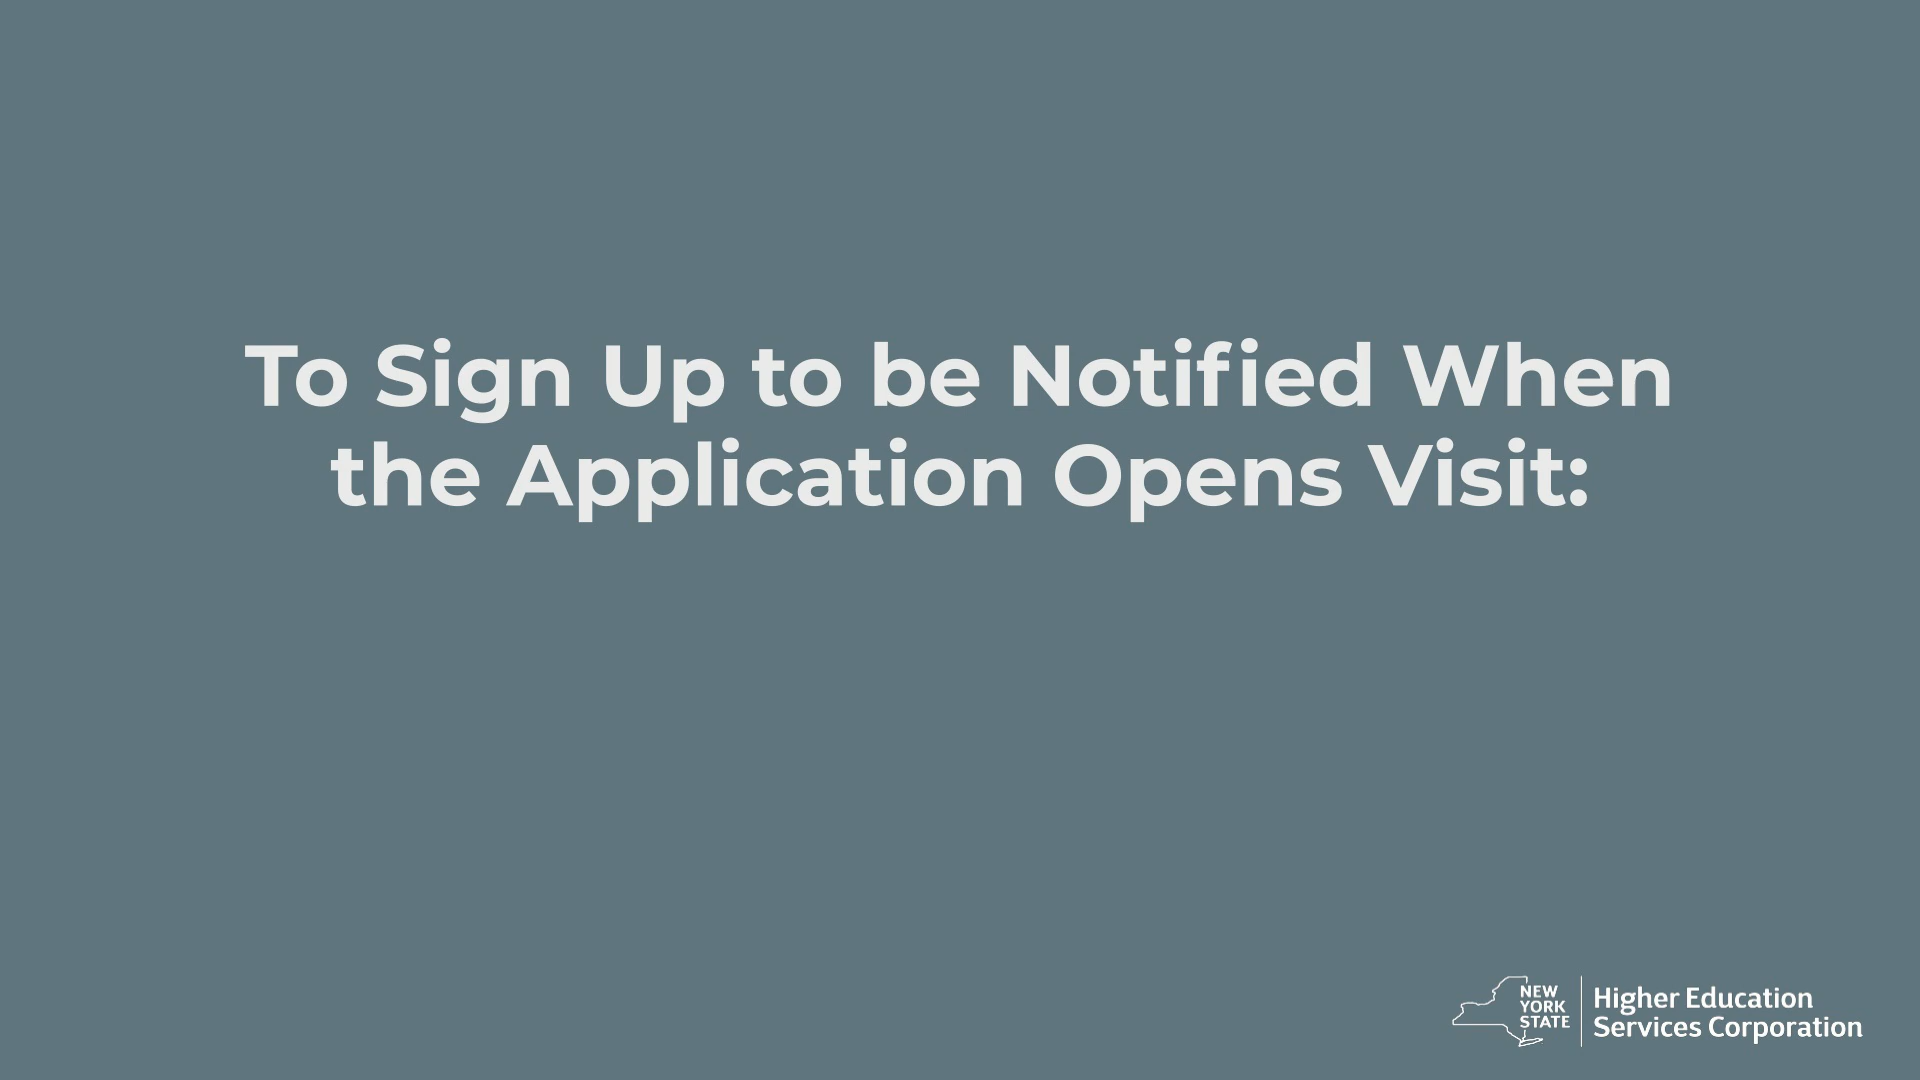 To Sign Up to be Notified When
the Application Opens Visit:
NEW
YORK
STATE
Higher Education
Services Corporation